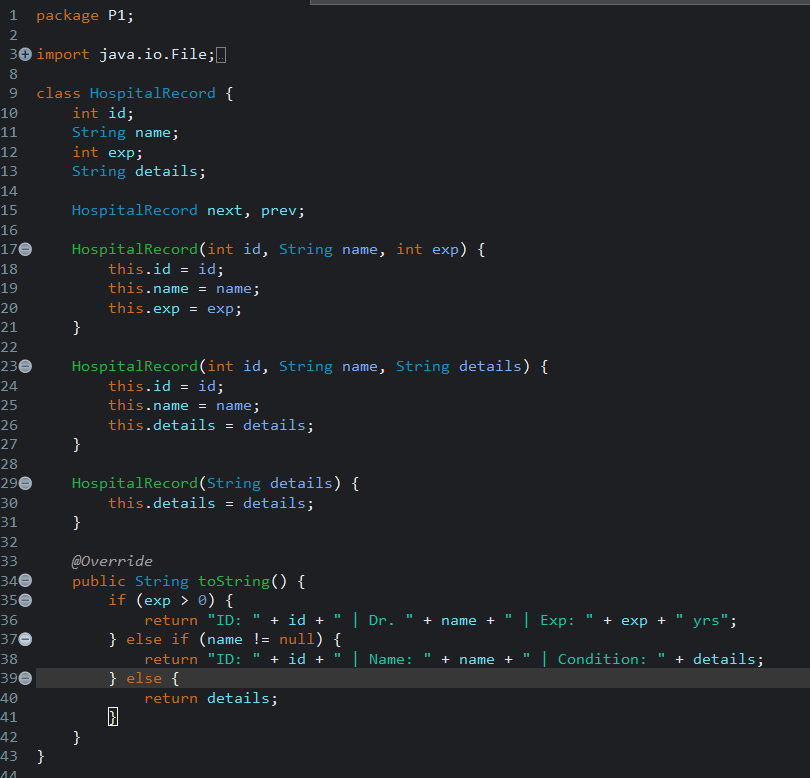 1 package P1;
2
3 import java.io.File;
8
9 class HospitalRecord {
10     int id;
11     String name;
12     int exp;
13     String details;
14
15     HospitalRecord next, prev;
16
17     HospitalRecord(int id, String name, int exp) {
18         this.id = id;
19         this.name = name;
20         this.exp = exp;
21     }
22
23     HospitalRecord(int id, String name, String details) {
24         this.id = id;
25         this.name = name;
26         this.details = details;
27     }
28
29     HospitalRecord(String details) {
30         this.details = details;
31     }
32
33     @Override
34     public String toString() {
35         if (exp > 0) {
36             return "ID: " + id + " | Dr. " + name + " | Exp: " + exp + " yrs";
37         } else if (name != null) {
38             return "ID: " + id + " | Name: " + name + " | Condition: " + details;
39         } else {
40             return details;
41         }
42     }
43 }
44